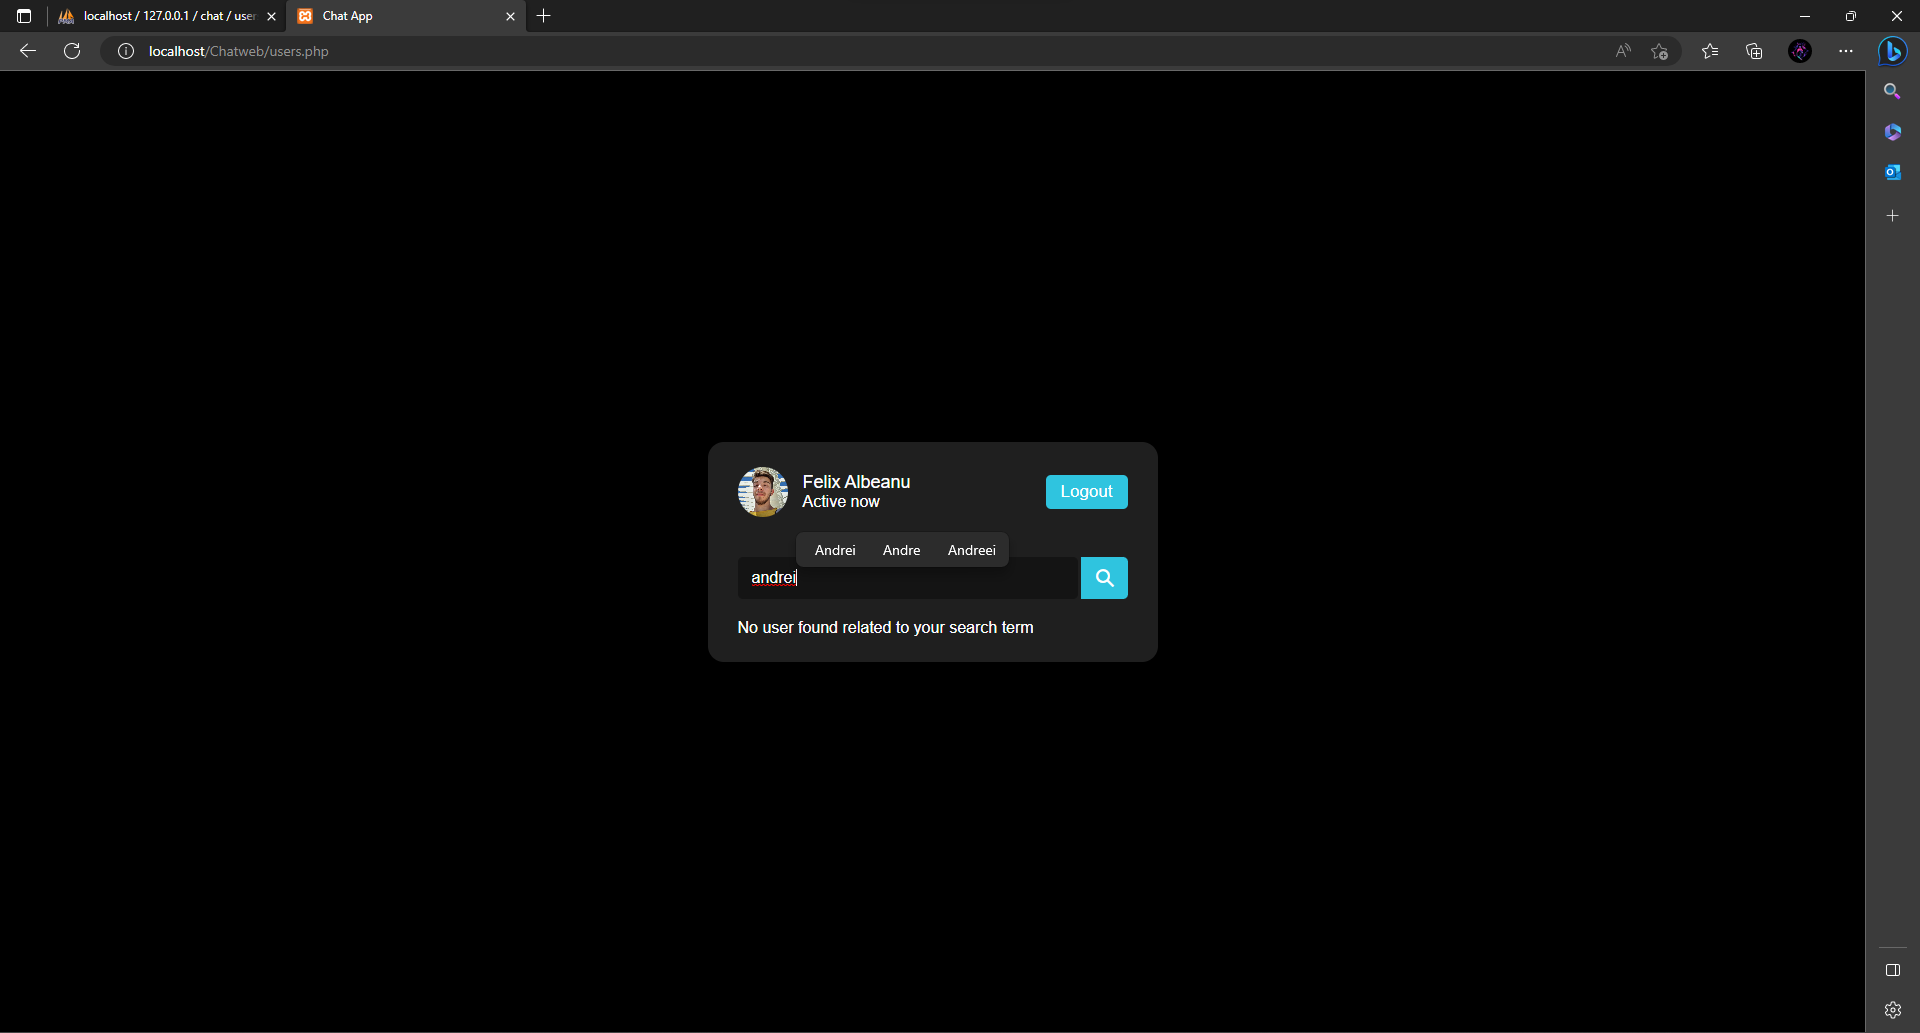 localhost / 127.0.0.1 / chat / user
Chat App
localhost/Chatweb/users.php
Felix Albeanu
Active now
Logout
Andrei Andre Andreei
andrei
No user found related to your search term